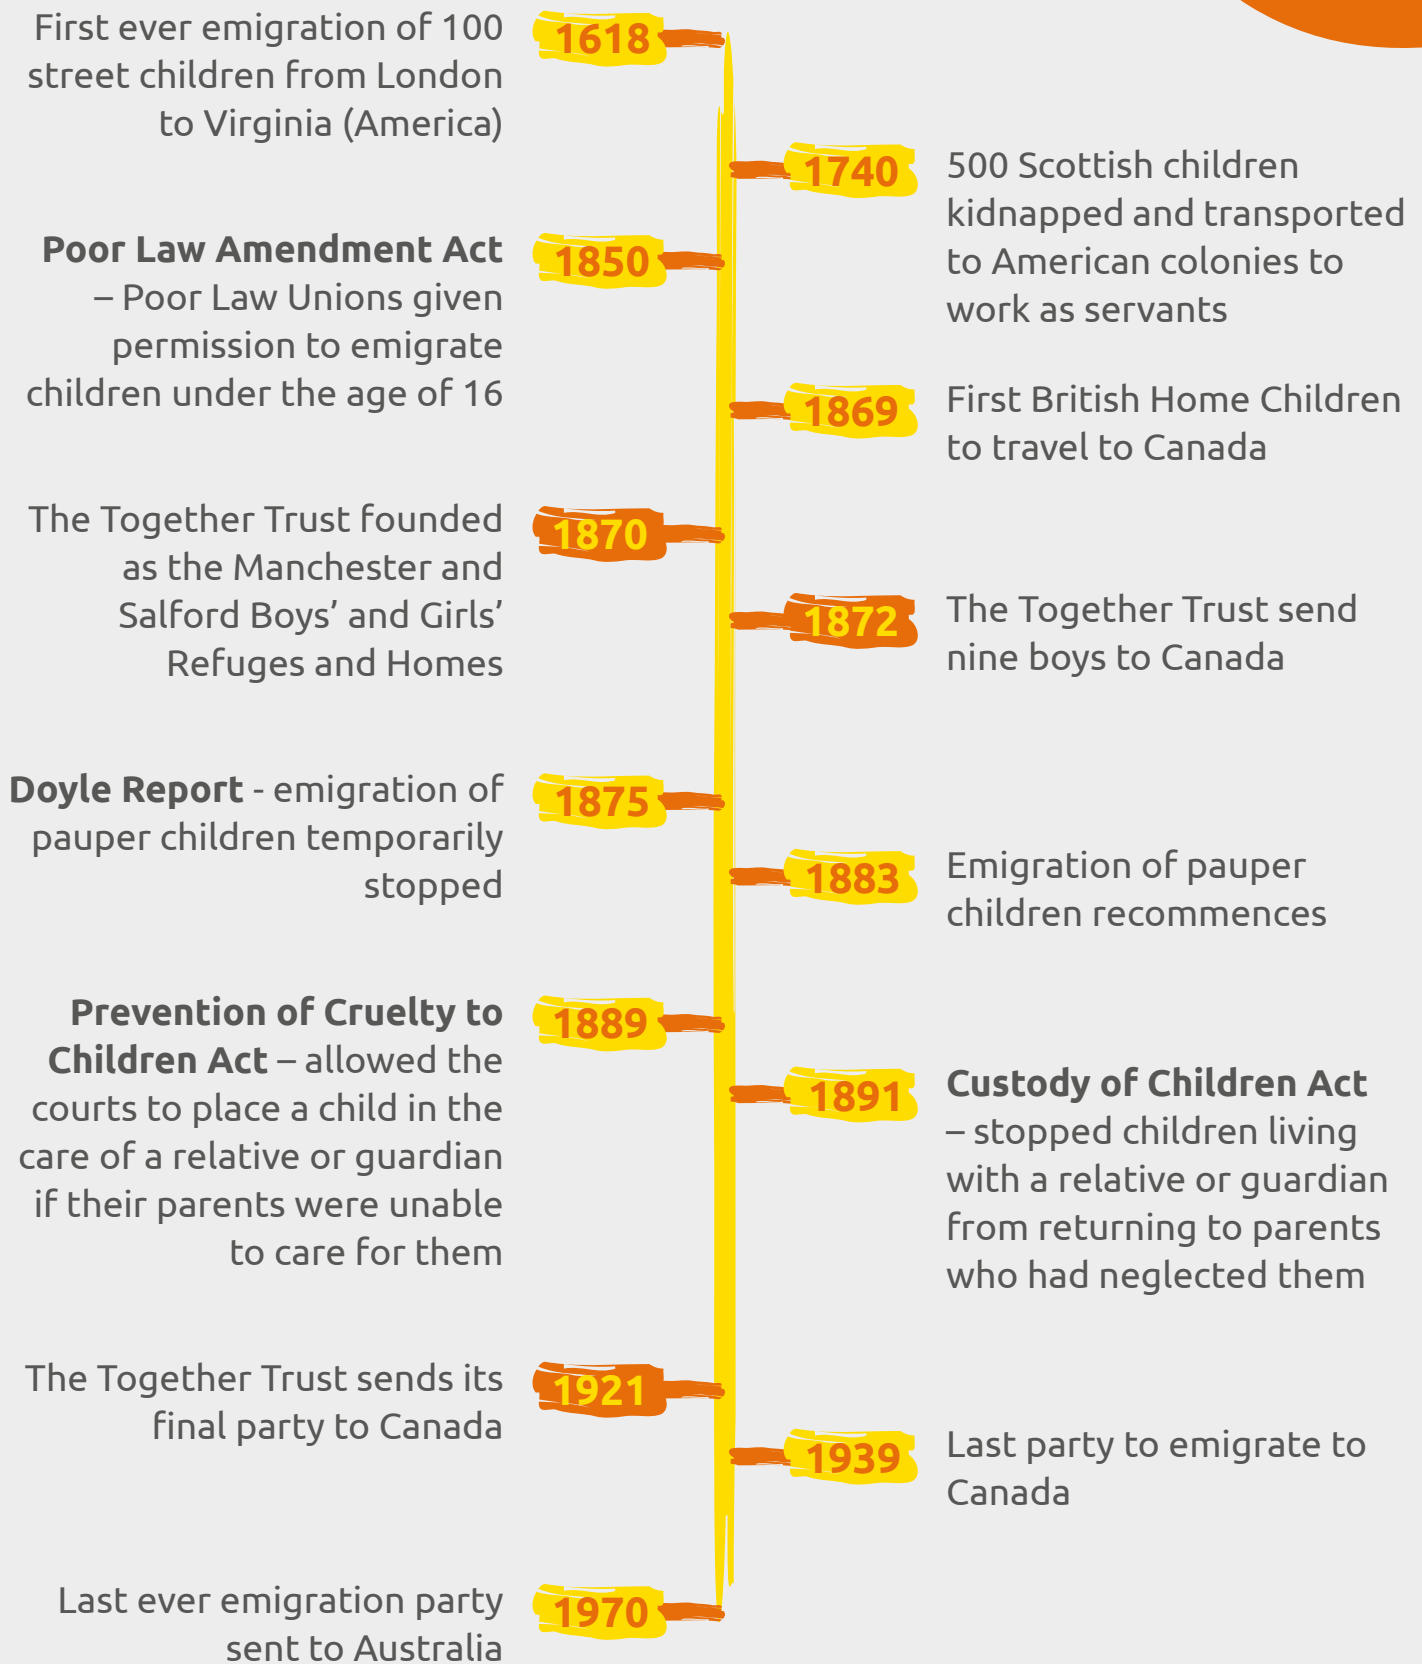 1618
First ever emigration of 100
street children from London
to Virginia (America)
1740
500 Scottish children
kidnapped and transported
to American colonies to
work as servants
1850
Poor Law Amendment Act
– Poor Law Unions given
permission to emigrate
children under the age of 16
1869
First British Home Children
to travel to Canada
1870
The Together Trust founded
as the Manchester and
Salford Boys’ and Girls’
Refuges and Homes
1872
The Together Trust send
nine boys to Canada
1875
Doyle Report - emigration of
pauper children temporarily
stopped
1883
Emigration of pauper
children recommences
1889
Prevention of Cruelty to
Children Act – allowed the
courts to place a child in the
care of a relative or guardian
if their parents were unable
to care for them
1891
Custody of Children Act
– stopped children living
with a relative or guardian
from returning to parents
who had neglected them
1921
The Together Trust sends its
final party to Canada
1939
Last party to emigrate to
Canada
1970
Last ever emigration party
sent to Australia